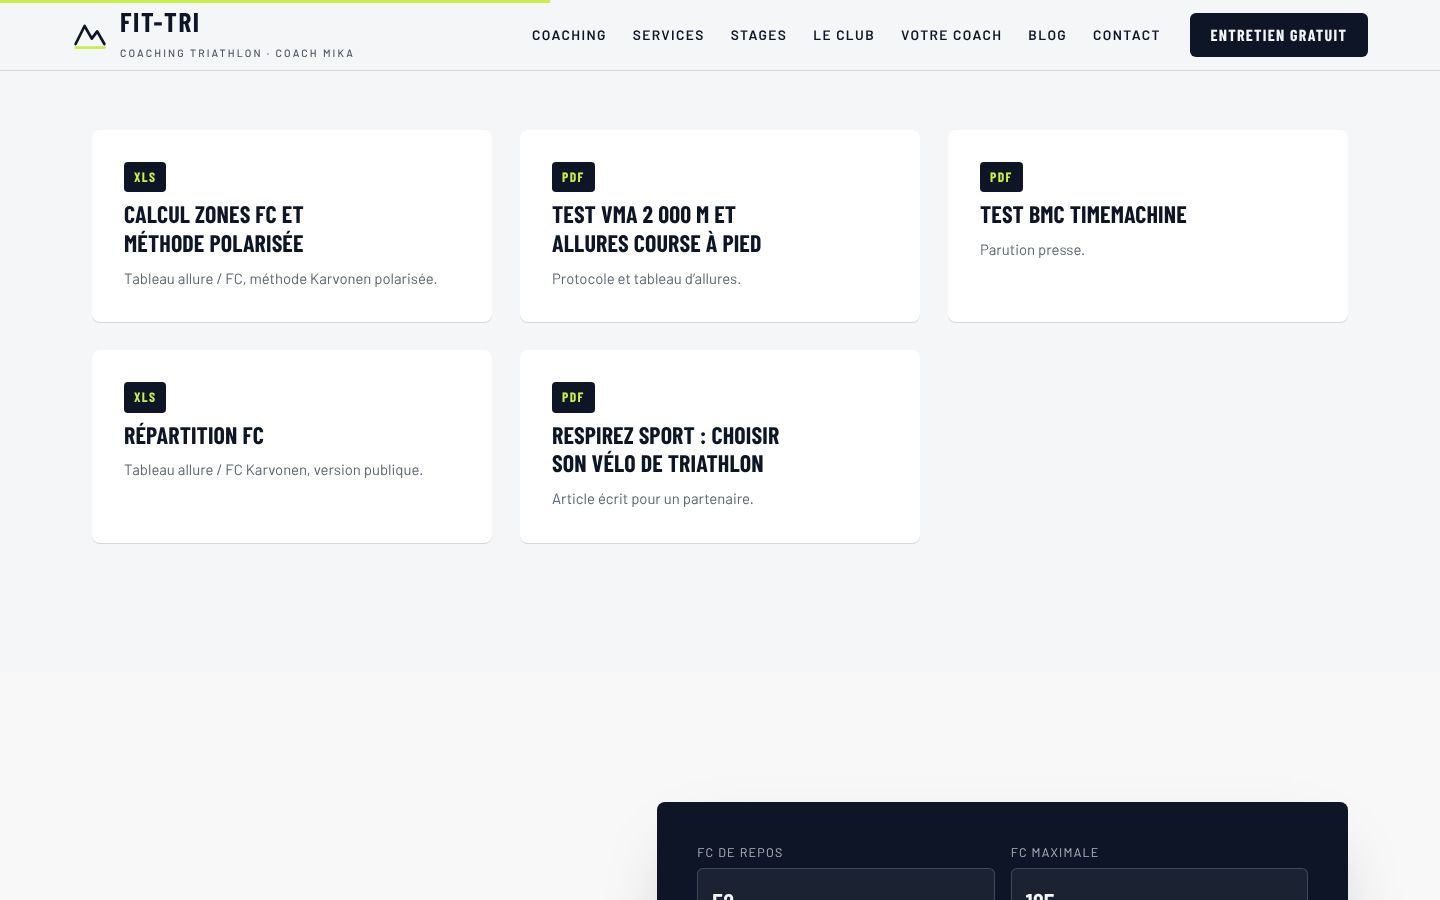 FIT-TRI
COACHING TRIATHLON · COACH MIKA
COACHING SERVICES STAGES LE CLUB VOTRE COACH BLOG CONTACT ENTRETIEN GRATUIT
XLS
CALCUL ZONES FC ET
MÉTHODE POLARISÉE
Tableau allure / FC, méthode Karvonen polarisée.
PDF
TEST VMA 2 000 M ET
ALLURES COURSE À PIED
Protocole et tableau d’allures.
PDF
TEST BMC TIMEMACHINE
Parution presse.
XLS
RÉPARTITION FC
Tableau allure / FC Karvonen, version publique.
PDF
RESPIREZ SPORT : CHOISIR
SON VÉLO DE TRIATHLON
Article écrit pour un partenaire.
FC DE REPOS
FC MAXIMALE